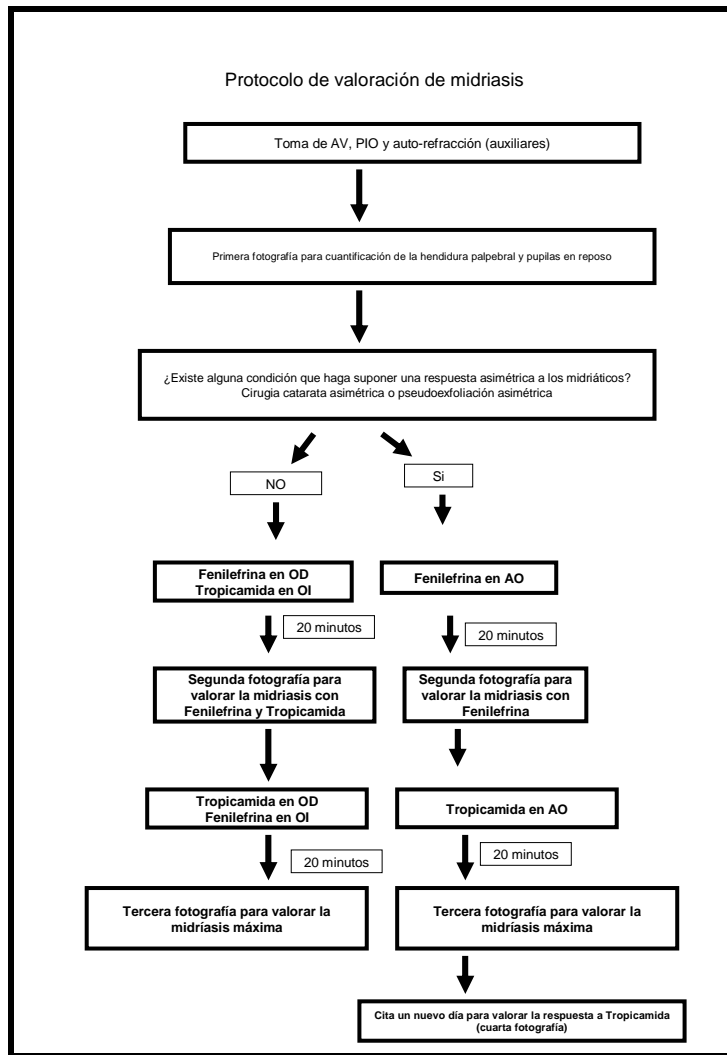 Protocolo de valoración de midriasis
Toma de AV, PIO y auto-refracción (auxiliares)
Primera fotografía para cuantificación de la hendidura palpebral y pupilas en reposo
¿Existe alguna condición que haga suponer una respuesta asimétrica a los midriáticos?
Cirugia catarata asimétrica o pseudoexfoliación asimétrica
NO
Si
Fenilefrina en OD
Tropicamida en OI
Fenilefrina en AO
20 minutos
20 minutos
Segunda fotografía para
valorar la midriasis con
Fenilefrina y Tropicamida
Segunda fotografía para
valorar la midriasis con
Fenilefrina
Tropicamida en OD
Fenilefrina en OI
Tropicamida en AO
20 minutos
20 minutos
Tercera fotografía para valorar la
midríasis máxima
Tercera fotografía para valorar la
midríasis máxima
Cita un nuevo día para valorar la respuesta a Tropicamida
(cuarta fotografía)